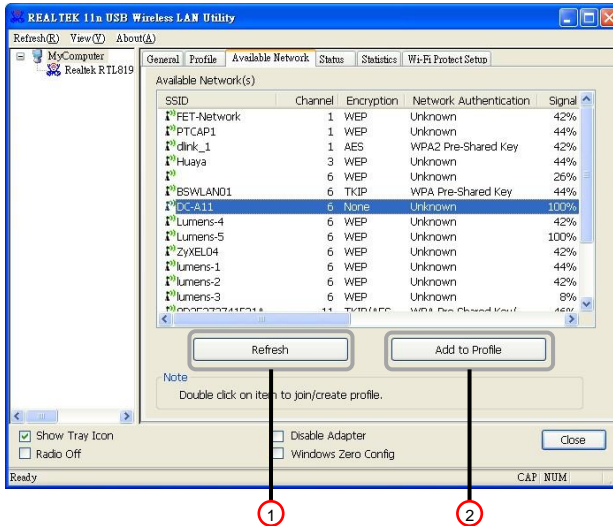 REALTEK 11n USB Wireless LAN Utility
Refresh(R) View(V) About(A)
MyComputer
Realtek RTL819
General Profile Available Network Status Statistics Wi-Fi Protect Setup
Available Network(s)
SSID Channel Encryption Network Authentication Signal
FET-Network 1 WEP Unknown 42%
PTCAP1 1 WEP Unknown 44%
dlink_1 1 AES WPA2 Pre-Shared Key 42%
Huaya 3 WEP Unknown 44%
6 WEP Unknown 26%
BSWLAN01 6 TKIP WPA Pre-Shared Key 44%
DC-A11 6 None Unknown 100%
Lumens-4 6 WEP Unknown 42%
Lumens-5 6 WEP Unknown 100%
ZyXEL04 6 WEP Unknown 42%
lumens-1 6 WEP Unknown 44%
lumens-2 6 WEP Unknown 42%
lumens-3 6 WEP Unknown 8%
Refresh Add to Profile
Note
Double click on item to join/create profile.
Show Tray Icon Disable Adapter Close
Radio Off Windows Zero Config
Ready CAP NUM
1 2